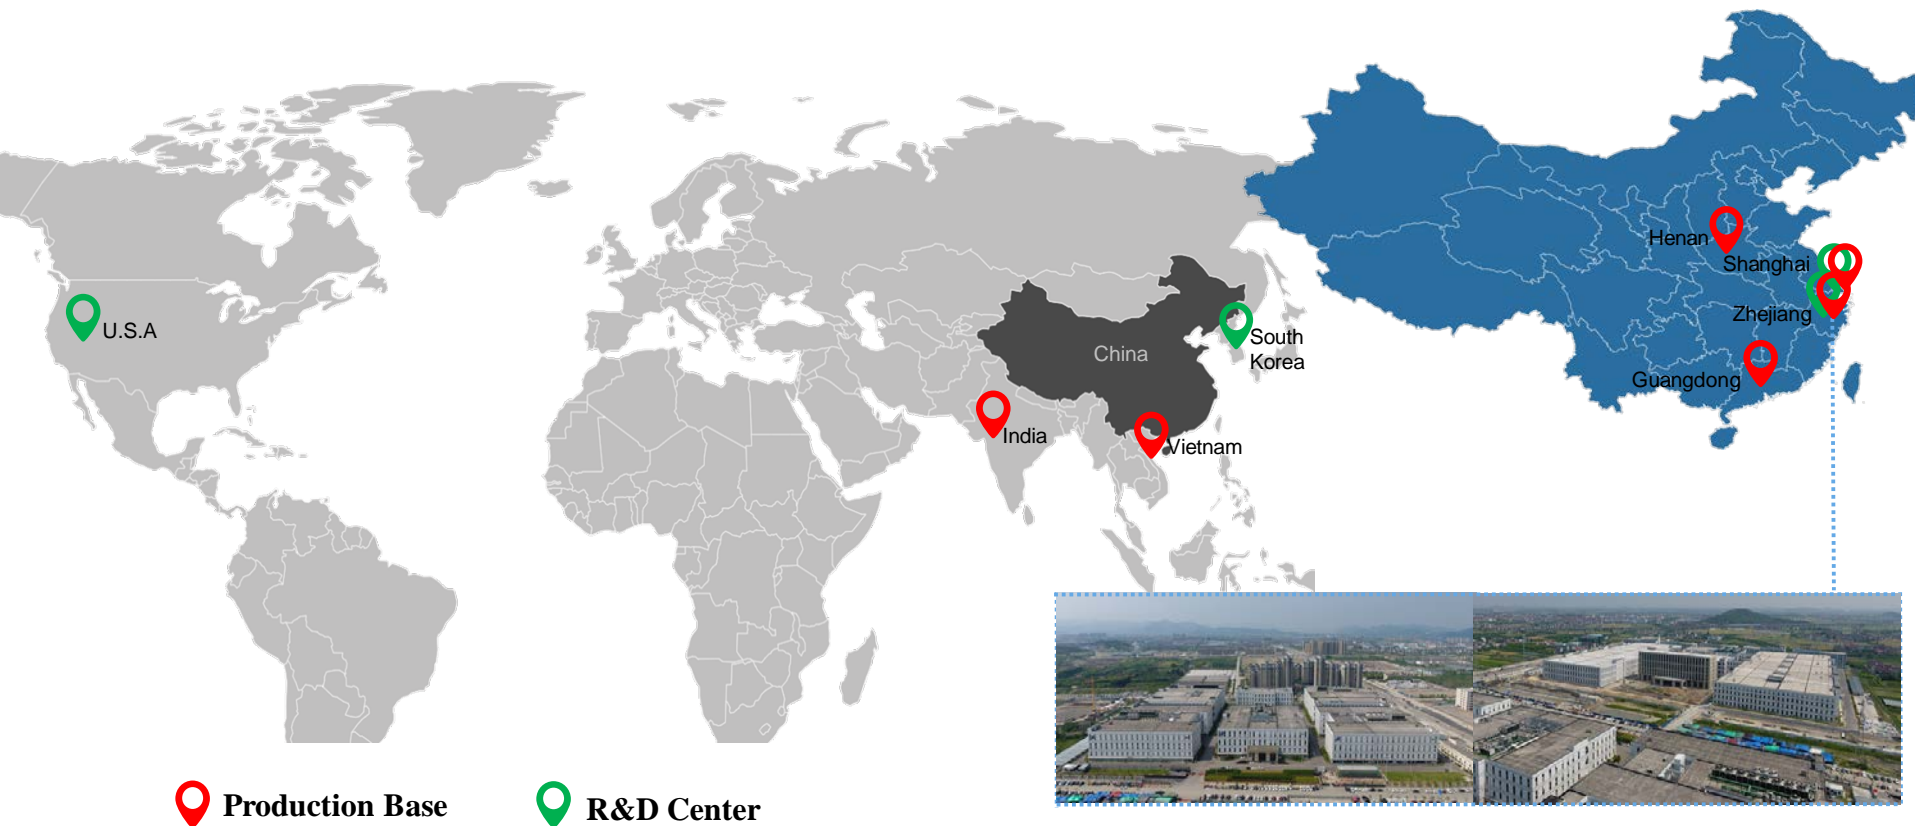 Henan
Shanghai
Zhejiang
Guangdong
U.S.A
South
Korea
China
India
Vietnam
Production Base
R&D Center